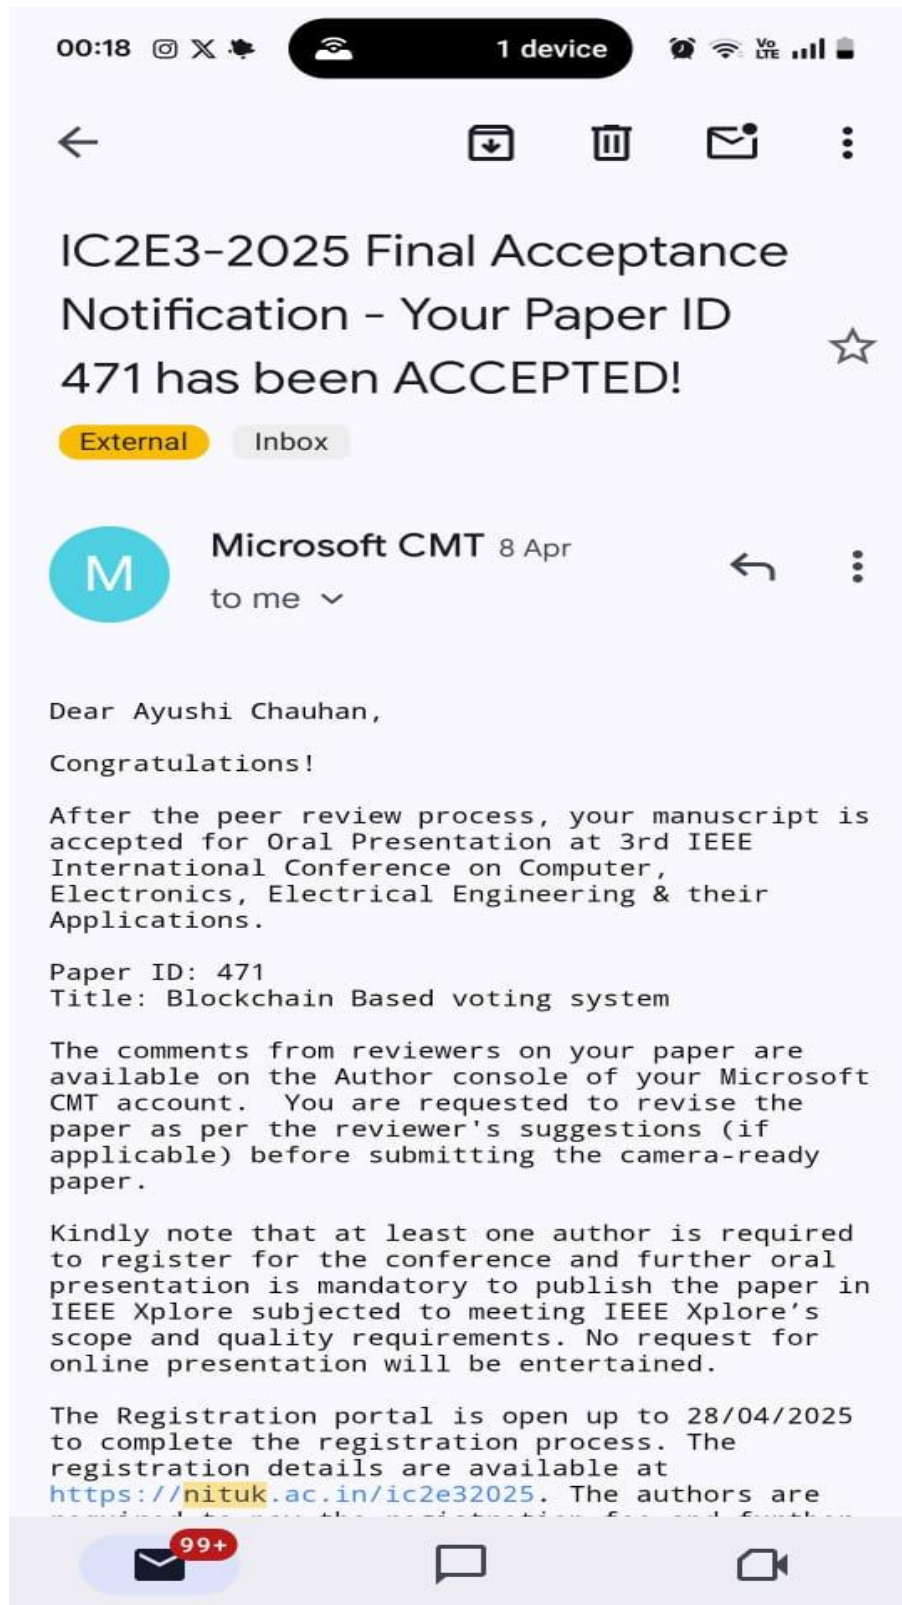 00:18
1 device
Vo
LTE
IC2E3-2025 Final Acceptance
Notification - Your Paper ID
471 has been ACCEPTED!
External Inbox
M
Microsoft CMT 8 Apr
to me
Dear Ayushi Chauhan,
Congratulations!
After the peer review process, your manuscript is
accepted for Oral Presentation at 3rd IEEE
International Conference on Computer,
Electronics, Electrical Engineering & their
Applications.
Paper ID: 471
Title: Blockchain Based voting system
The comments from reviewers on your paper are
available on the Author console of your Microsoft
CMT account.  You are requested to revise the
paper as per the reviewer's suggestions (if
applicable) before submitting the camera-ready
paper.
Kindly note that at least one author is required
to register for the conference and further oral
presentation is mandatory to publish the paper in
IEEE Xplore subjected to meeting IEEE Xplore’s
scope and quality requirements. No request for
online presentation will be entertained.
The Registration portal is open up to 28/04/2025
to complete the registration process. The
registration details are available at
https://nituk.ac.in/ic2e32025. The authors are
99+